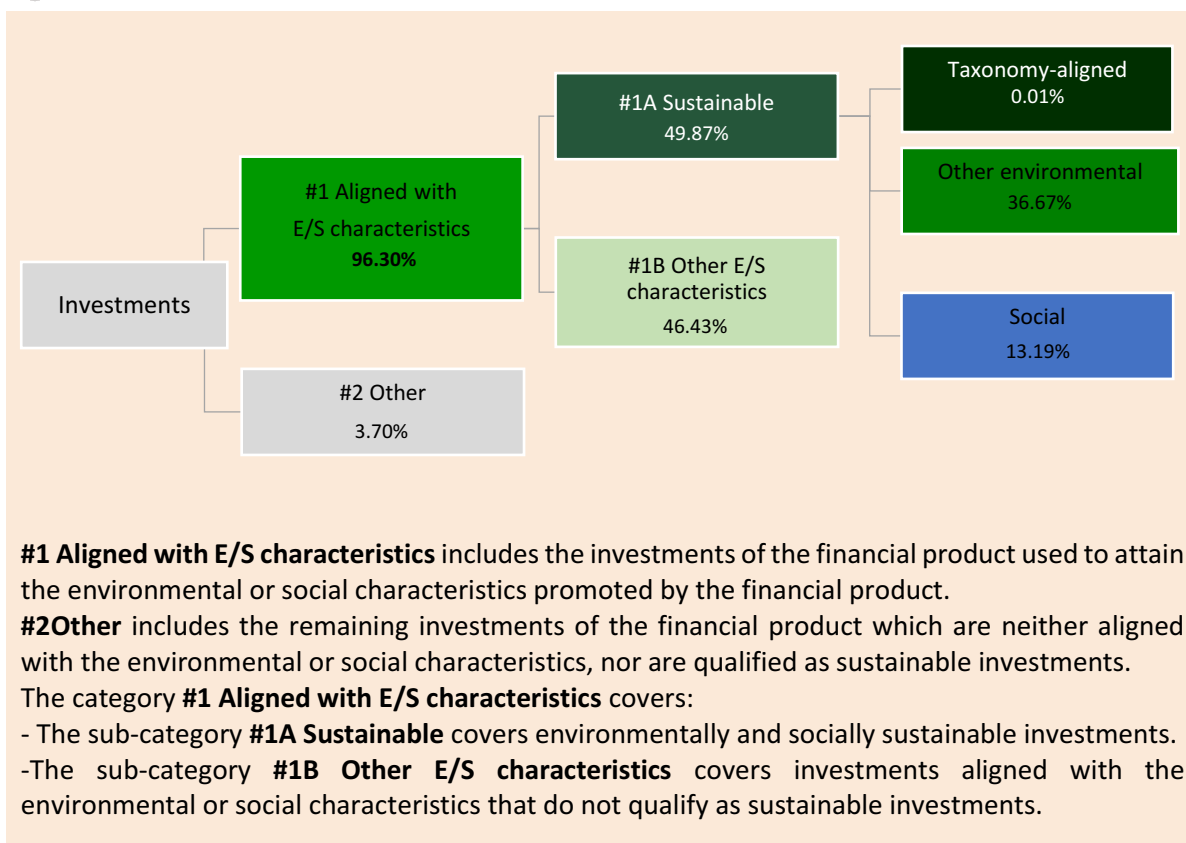 Investments
#1 Aligned with
E/S characteristics
96.30%
#2 Other
3.70%
#1A Sustainable
49.87%
#1B Other E/S
characteristics
46.43%
Taxonomy-aligned
0.01%
Other environmental
36.67%
Social
13.19%
#1 Aligned with E/S characteristics includes the investments of the financial product used to attain
the environmental or social characteristics promoted by the financial product.
#2Other includes the remaining investments of the financial product which are neither aligned
with the environmental or social characteristics, nor are qualified as sustainable investments.
The category #1 Aligned with E/S characteristics covers:
- The sub-category #1A Sustainable covers environmentally and socially sustainable investments.
-The sub-category #1B Other E/S characteristics covers investments aligned with the
environmental or social characteristics that do not qualify as sustainable investments.